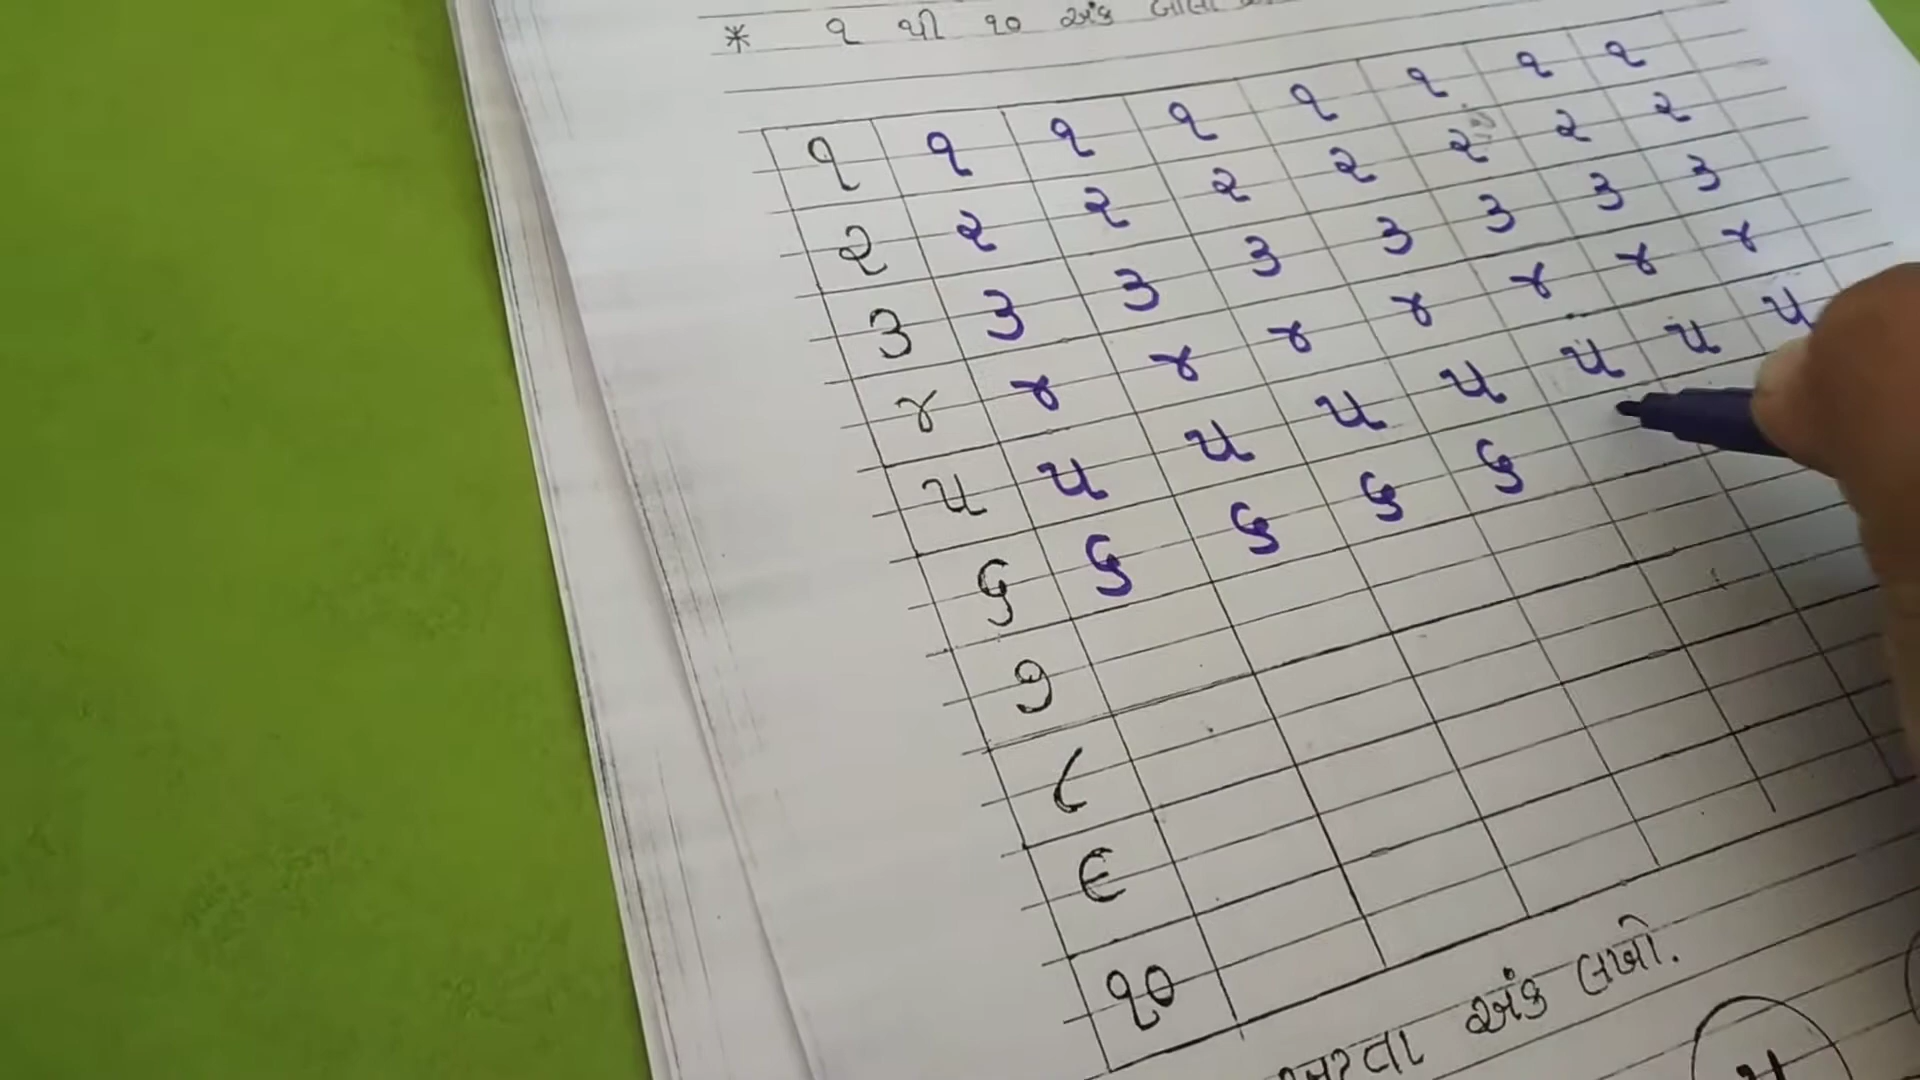 * ૧ થી ૧૦ અંક
૧ ૧ ૧ ૧ ૧ ૧ ૧ ૧
૨ ૨ ૨ ૨ ૨ ૨ ૨ ૨
૩ ૩ ૩ ૩ ૩ ૩ ૩ ૩
૪ ૪ ૪ ૪ ૪ ૪ ૪ ૪
૫ ૫ ૫ ૫ ૫ ૫ ૫ ૫
૬ ૬ ૬ ૬ ૬
૭
૮
૯
૧૦
અંક લખો.
૫